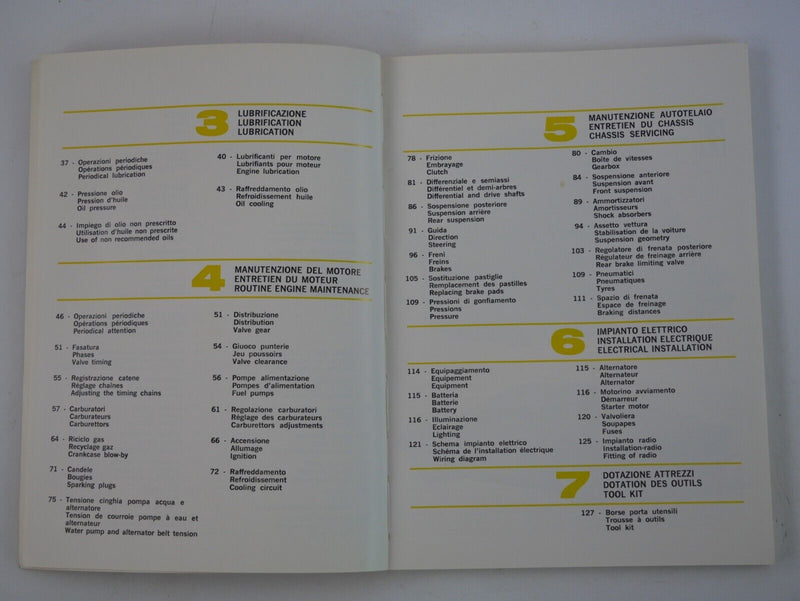 3
LUBRIFICAZIONE
LUBRIFICATION
LUBRICATION
37 - Operazioni periodiche
Opérations périodiques
Periodical lubrication
42 - Pressione olio
Pression d'huile
Oil pressure
44 - Impiego di olio non prescritto
Utilisation d'huile non prescrite
Use of non recommended oils
40 - Lubrificanti per motore
Lubrifiants pour moteur
Engine lubrication
43 - Raffreddamento olio
Refroidissement huile
Oil cooling
4
MANUTENZIONE DEL MOTORE
ENTRETIEN DU MOTEUR
ROUTINE ENGINE MAINTENANCE
46 - Operazioni periodiche
Opérations périodiques
Periodical attention
51 - Fasatura
Phases
Valve timing
55 - Registrazione catene
Réglage chaînes
Adjusting the timing chains
57 - Carburatori
Carburateurs
Carburettors
64 - Riciclo gas
Recyclage gaz
Crankcase blow-by
71 - Candele
Bougies
Sparking plugs
75 - Tensione cinghia pompa acqua e
alternatore
Tension de courroie pompe à eau et
alternateur
Water pump and alternator belt tension
51 - Distribuzione
Distribution
Valve gear
54 - Giuoco punterie
Jeu poussoirs
Valve clearance
56 - Pompe alimentazione
Pompes d'alimentation
Fuel pumps
61 - Regolazione carburatori
Réglage des carburateurs
Carburettors adjustments
66 - Accensione
Allumage
Ignition
72 - Raffreddamento
Refroidissement
Cooling circuit
5
MANUTENZIONE AUTOTELAIO
ENTRETIEN DU CHASSIS
CHASSIS SERVICING
78 - Frizione
Embrayage
Clutch
81 - Differenziale e semiassi
Différentiel et demi-arbres
Differential and drive shafts
86 - Sospensione posteriore
Suspension arrière
Rear suspension
91 - Guida
Direction
Steering
96 - Freni
Freins
Brakes
105 - Sostituzione pastiglie
Remplacement des pastilles
Replacing brake pads
109 - Pressioni di gonfiamento
Pressions
Pressure
80 - Cambio
Boîte de vitesses
Gearbox
84 - Sospensione anteriore
Suspension avant
Front suspension
89 - Ammortizzatori
Amortisseurs
Shock absorbers
94 - Assetto vettura
Stabilisation de la voiture
Suspension geometry
103 - Regolatore di frenata posteriore
Régulateur de freinage arrière
Rear brake limiting valve
109 - Pneumatici
Pneumatiques
Tyres
111 - Spazio di frenata
Espace de freinage
Braking distances
6
IMPIANTO ELETTRICO
INSTALLATION ELECTRIQUE
ELECTRICAL INSTALLATION
114 - Equipaggiamento
Equipement
Equipment
115 - Batteria
Batterie
Battery
116 - Illuminazione
Eclairage
Lighting
121 - Schema impianto elettrico
Schèma de l'installation électrique
Wiring diagram
115 - Alternatore
Alternateur
Alternator
116 - Motorino avviamento
Démarreur
Starter motor
120 - Valvoliera
Soupapes
Fuses
125 - Impianto radio
Installation-radio
Fitting of radio
7
DOTAZIONE ATTREZZI
DOTATION DES OUTILS
TOOL KIT
127 - Borse porta utensili
Trousse à outils
Tool kit